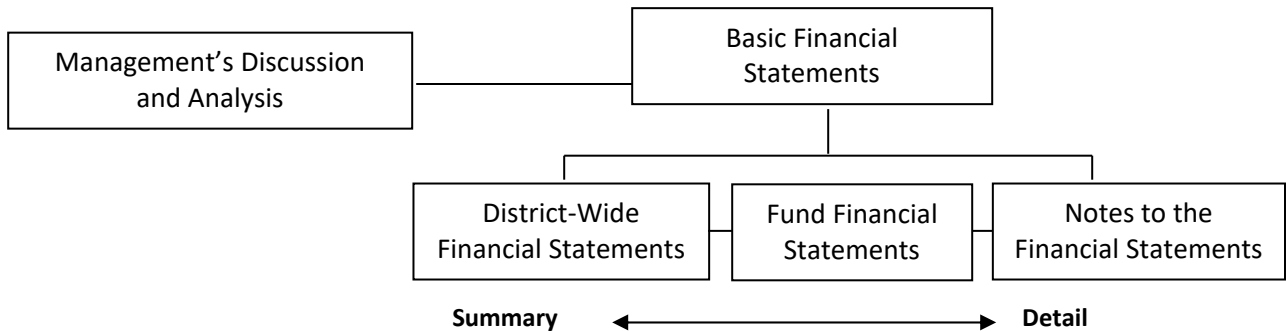 Management’s Discussion
and Analysis
Basic Financial
Statements
District-Wide
Financial Statements
Fund Financial
Statements
Notes to the
Financial Statements
Summary
Detail